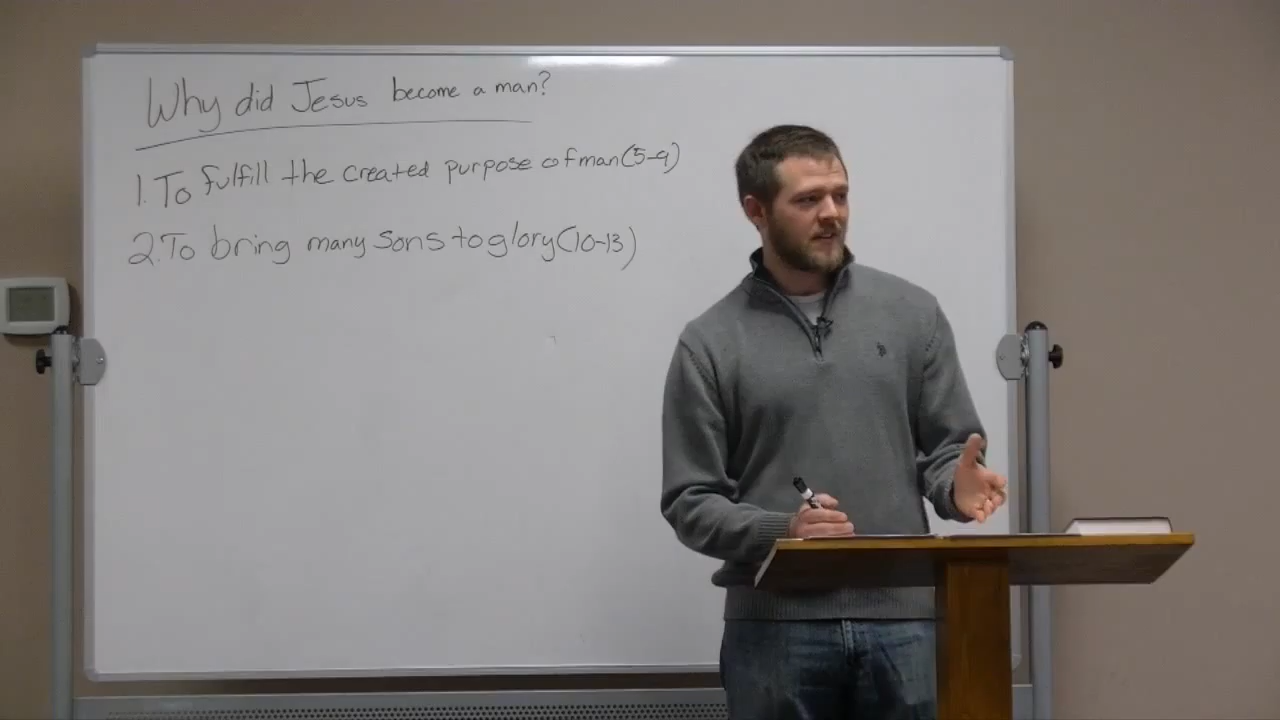 Why did Jesus become a man?
1. To fulfill the created purpose of man (5-9)
2. To bring many sons to glory (10-13)